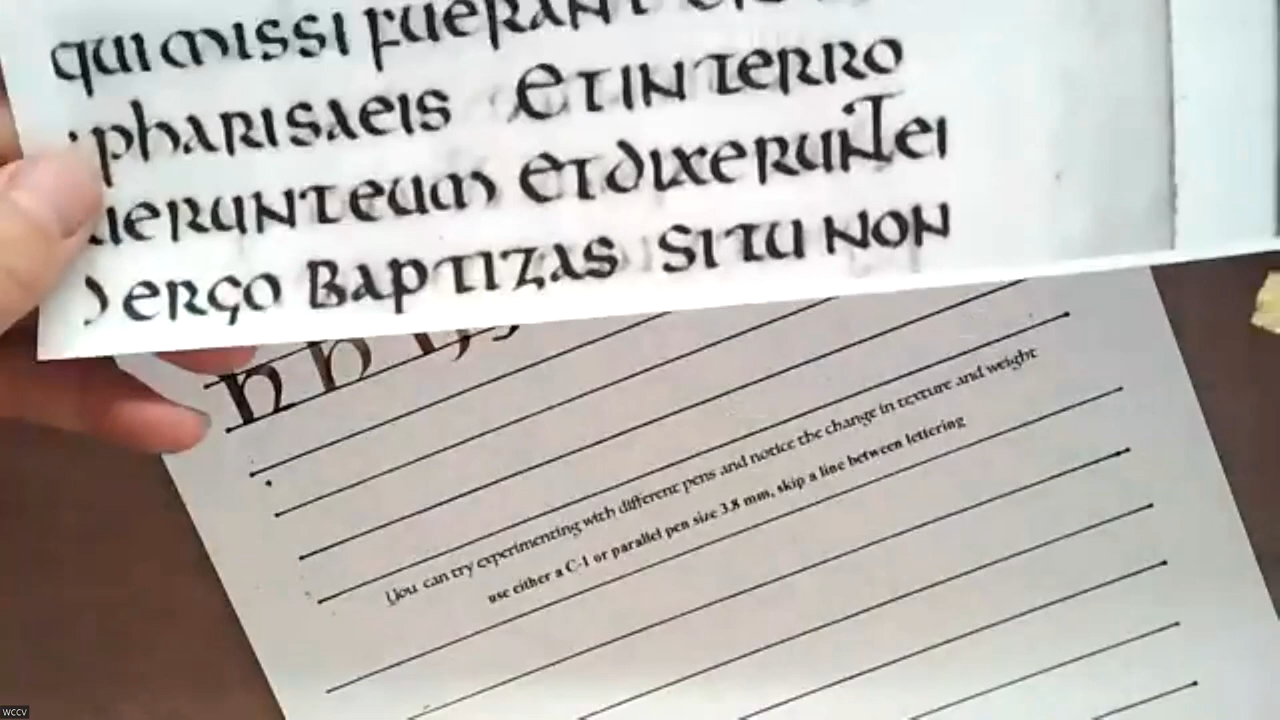 qui missi fuerant
pharisaeis et interro
erunt eum et dixerunt ei
ergo baptizas si tu non
You can try experimenting with different pens and notice the change in texture and weight
use either a C-1 or parallel pen size 3.8 mm, skip a line between lettering
WCCV